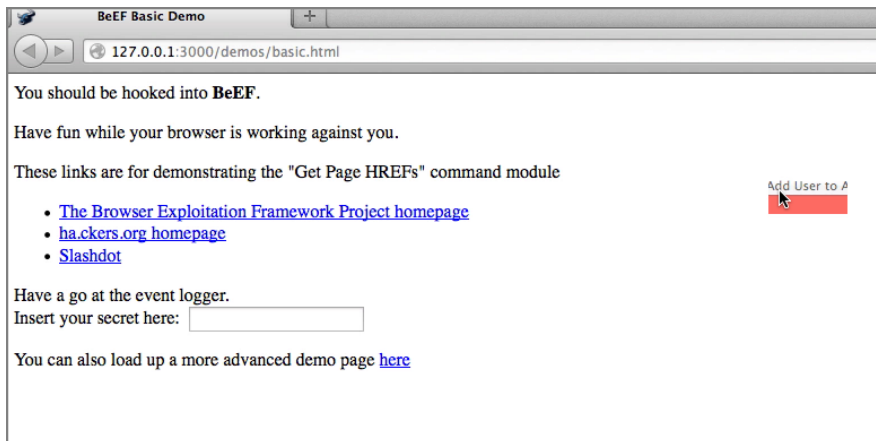 BeEF Basic Demo
127.0.0.1:3000/demos/basic.html
You should be hooked into BeEF.
Have fun while your browser is working against you.
These links are for demonstrating the "Get Page HREFs" command module
Add User to A
• The Browser Exploitation Framework Project homepage
• ha.ckers.org homepage
• Slashdot
Have a go at the event logger.
Insert your secret here:
You can also load up a more advanced demo page here